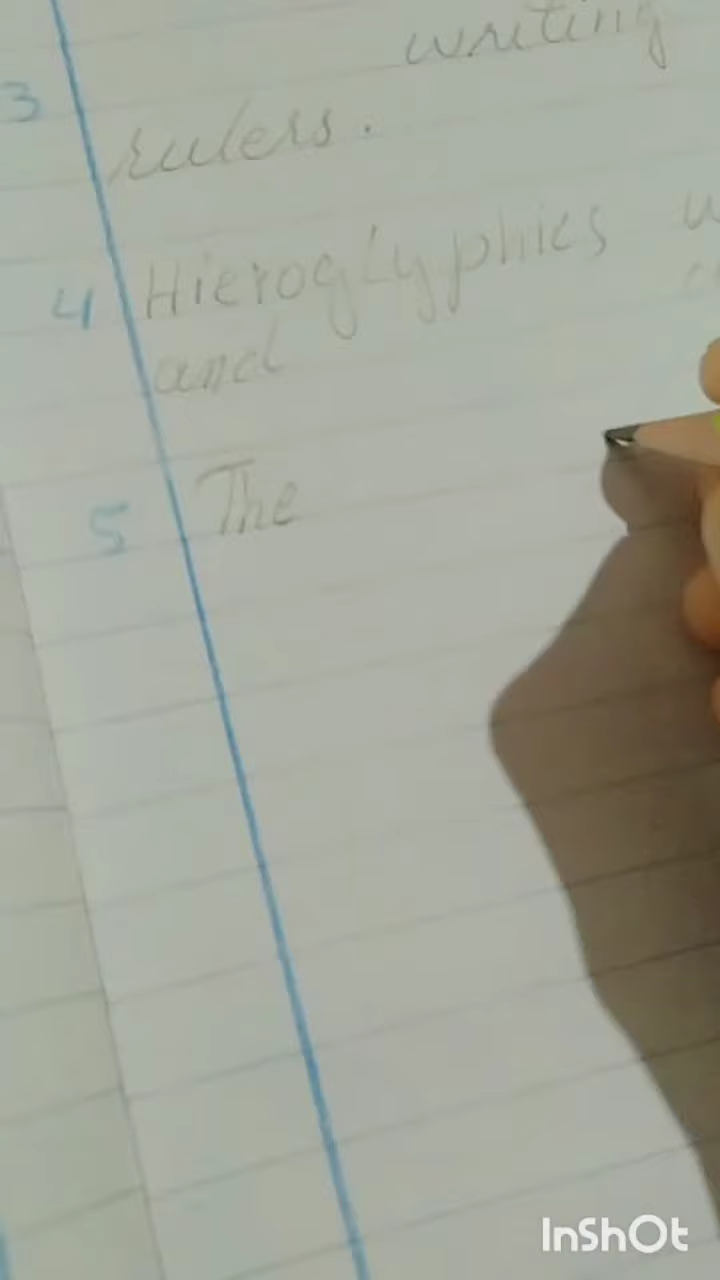 writing
3 rulers.
4 Hieroglyphics
and
5 The
InShOt